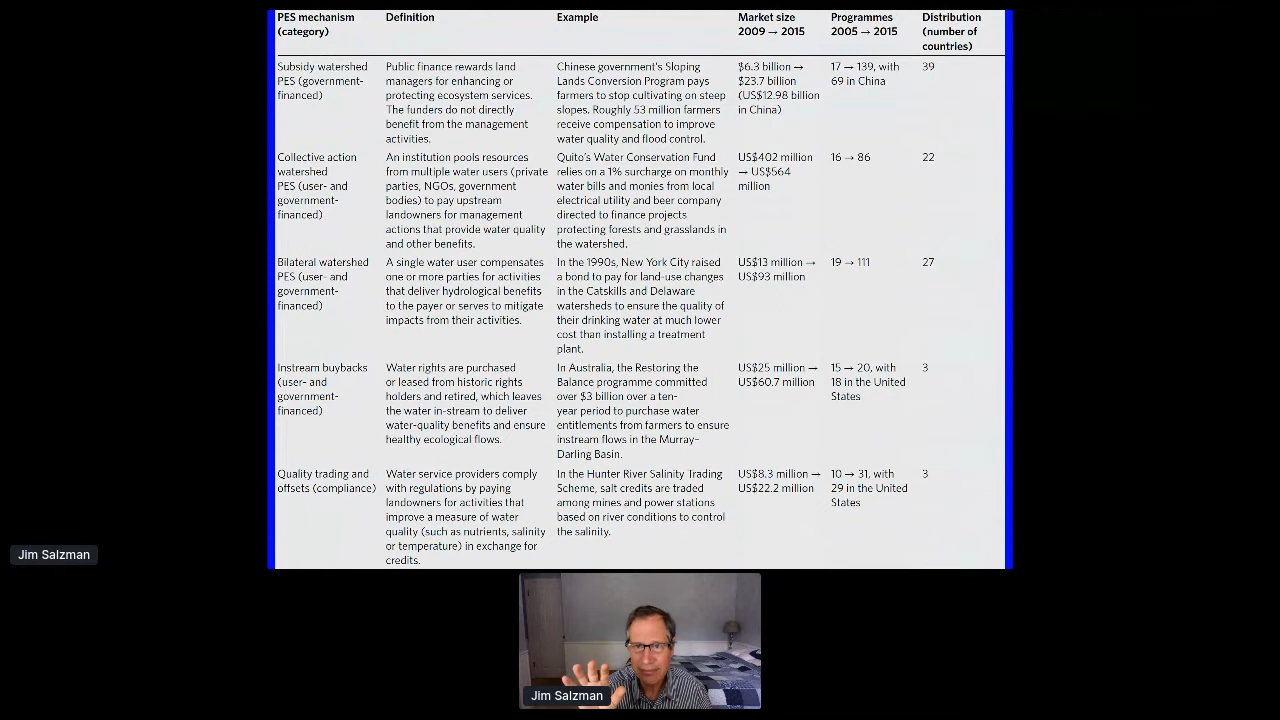 PES mechanism
(category)
Definition
Example
Market size
2009 → 2015
Programmes
2005 → 2015
Distribution
(number of
countries)
Subsidy watershed
PES (government-
financed)
Public finance rewards land
managers for enhancing or
protecting ecosystem services.
The funders do not directly
benefit from the management
activities.
Chinese government's Sloping
Lands Conversion Program pays
farmers to stop cultivating on steep
slopes. Roughly 53 million farmers
receive compensation to improve
water quality and flood control.
$6.3 billion →
$23.7 billion
(US$12.98 billion
in China)
17 → 139, with
69 in China
39
Collective action
watershed
PES (user- and
government-
financed)
An institution pools resources
from multiple water users (private
parties, NGOs, government
bodies) to pay upstream
landowners for management
actions that provide water quality
and other benefits.
Quito's Water Conservation Fund
relies on a 1% surcharge on monthly
water bills and monies from local
electrical utility and beer company
directed to finance projects
protecting forests and grasslands in
the watershed.
US$402 million
→ US$564
million
16 → 86
22
Bilateral watershed
PES (user- and
government-
financed)
A single water user compensates
one or more parties for activities
that deliver hydrological benefits
to the payer or serves to mitigate
impacts from their activities.
In the 1990s, New York City raised
a bond to pay for land-use changes
in the Catskills and Delaware
watersheds to ensure the quality of
their drinking water at much lower
cost than installing a treatment
plant.
US$13 million →
US$93 million
19 → 111
27
Instream buybacks
(user- and
government-
financed)
Water rights are purchased
or leased from historic rights
holders and retired, which leaves
the water in-stream to deliver
water-quality benefits and ensure
healthy ecological flows.
In Australia, the Restoring the
Balance programme committed
over $3 billion over a ten-
year period to purchase water
entitlements from farmers to ensure
instream flows in the Murray–
Darling Basin.
US$25 million →
US$60.7 million
15 → 20, with
18 in the United
States
3
Quality trading and
offsets (compliance)
Water service providers comply
with regulations by paying
landowners for activities that
improve a measure of water
quality (such as nutrients, salinity
or temperature) in exchange for
credits.
In the Hunter River Salinity Trading
Scheme, salt credits are traded
among mines and power stations
based on river conditions to control
the salinity.
US$8.3 million →
US$22.2 million
10 → 31, with
29 in the United
States
3
Jim Salzman
Jim Salzman